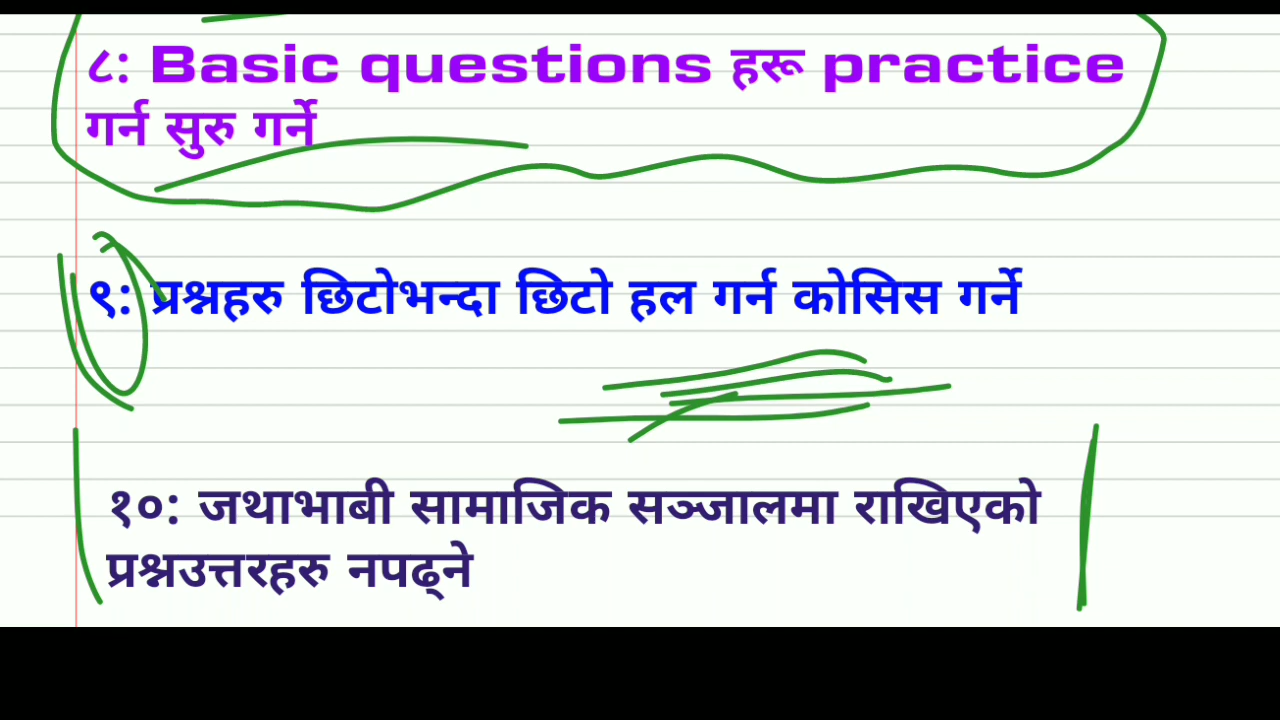 ८: Basic questions हरू practice
गर्न सुरु गर्ने
९: प्रश्नहरु छिटोभन्दा छिटो हल गर्न कोसिस गर्ने
१०: जथाभाबी सामाजिक सञ्जालमा राखिएको
प्रश्नउत्तरहरु नपढ्ने